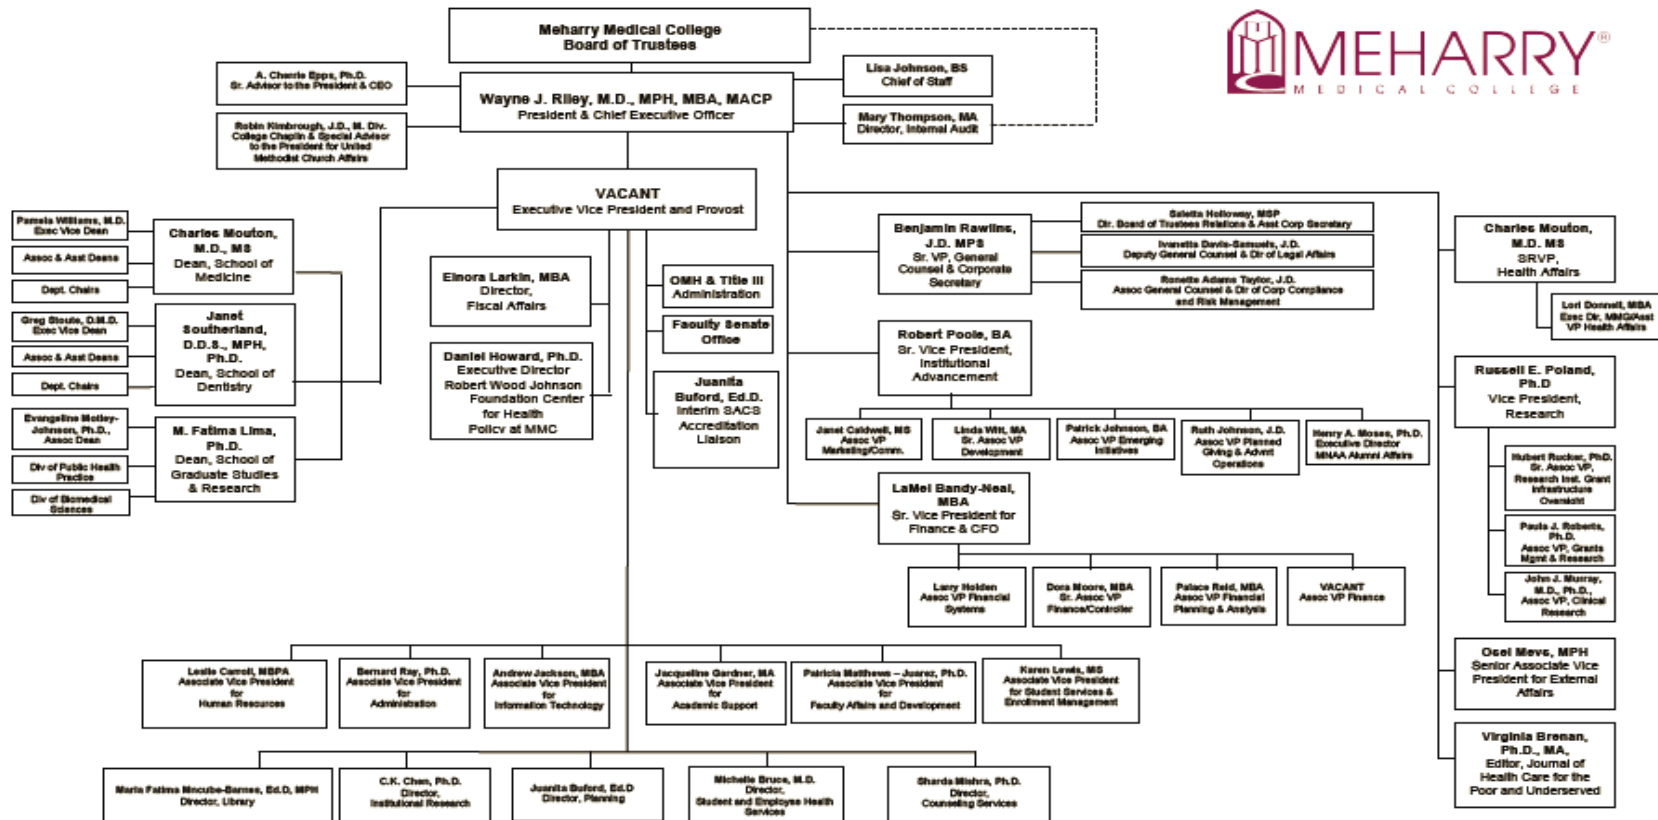 Meharry Medical College
Board of Trustees
MEHARRY®
MEDICAL COLLEGE
A. Cherrie Epps, Ph.D.
Sr. Advisor to the President & CEO
Wayne J. Riley, M.D., MPH, MBA, MACP
President & Chief Executive Officer
Lisa Johnson, BS
Chief of Staff
Robin Kimbrough, J.D., M. Div.
College Chaplin & Special Advisor
to the President for United
Methodist Church Affairs
Mary Thompson, MA
Director, Internal Audit
VACANT
Executive Vice President and Provost
Pamela Williams, M.D.
Exec Vice Dean
Assoc & Asst Deans
Dept. Chairs
Charles Mouton,
M.D., MS
Dean, School of
Medicine
Greg Stoute, D.M.D.
Exec Vice Dean
Assoc & Asst Deans
Dept. Chairs
Janet
Southerland,
D.D.S., MPH,
Ph.D.
Dean, School of
Dentistry
Evangeline Motley-
Johnson, Ph.D.,
Assoc Dean
Div of Public Health
Practice
Div of Biomedical
Sciences
M. Fatima Lima,
Ph.D.
Dean, School of
Graduate Studies
& Research
Elnora Larkin, MBA
Director,
Fiscal Affairs
Daniel Howard, Ph.D.
Executive Director
Robert Wood Johnson
Foundation Center
for Health
Policy at MMC
OMH & Title III
Administration
Faculty Senate
Office
Juanita
Buford, Ed.D.
Interim SACS
Accreditation
Liaison
Benjamin Rawlins,
J.D. MPS
Sr. VP, General
Counsel & Corporate
Secretary
Saletta Holloway, MSP
Dir. Board of Trustees Relations & Asst Corp Secretary
Ivanetta Davis-Samuels, J.D.
Deputy General Counsel & Dir of Legal Affairs
Ronette Adams Taylor, J.D.
Assoc General Counsel & Dir of Corp Compliance
and Risk Management
Robert Poole, BA
Sr. Vice President,
Institutional
Advancement
Janet Caldwell, MS
Assoc VP
Marketing/Comm.
Linda Witt, MA
Sr. Assoc VP
Development
Patrick Johnson, BA
Assoc VP Emerging
Initiatives
Ruth Johnson, J.D.
Assoc VP Planned
Giving & Advmt
Operations
Henry A. Moses, Ph.D.
Executive Director
MNAA Alumni Affairs
LaMel Bandy-Neal,
MBA
Sr. Vice President for
Finance & CFO
Larry Holden
Assoc VP Financial
Systems
Dora Moore, MBA
Sr. Assoc VP
Finance/Controller
Palace Reid, MBA
Assoc VP Financial
Planning & Analysis
VACANT
Assoc VP Finance
Charles Mouton,
M.D. MS
SRVP,
Health Affairs
Lori Donnell, MBA
Exec Dir, MMG/Asst
VP Health Affairs
Russell E. Poland,
Ph.D
Vice President,
Research
Hubert Rucker, PhD.
Sr. Assoc VP,
Research Inst. Grant
Infrastructure
Oversight
Paula J. Roberts,
Ph.D.
Assoc VP, Grants
Mgmt & Research
John J. Murray,
M.D., Ph.D.,
Assoc VP, Clinical
Research
Osei Mevs, MPH
Senior Associate Vice
President for External
Affairs
Virginia Brenan,
Ph.D., MA,
Editor, Journal of
Health Care for the
Poor and Underserved
Leslie Carroll, MBPA
Associate Vice President
for
Human Resources
Bernard Ray, Ph.D.
Associate Vice President
for
Administration
Andrew Jackson, MBA
Associate Vice President
for
Information Technology
Jacqueline Gardner, MA
Associate Vice President
for
Academic Support
Patricia Matthews – Juarez, Ph.D.
Associate Vice President
for
Faculty Affairs and Development
Karen Lewis, MS
Associate Vice President
for Student Services &
Enrollment Management
Maria Fatima Mncube-Barnes, Ed.D, MPH
Director, Library
C.K. Chen, Ph.D.
Director,
Institutional Research
Juanita Buford, Ed.D
Director, Planning
Michelle Bruce, M.D.
Director,
Student and Employee Health
Services
Sharda Mishra, Ph.D.
Director,
Counseling Services